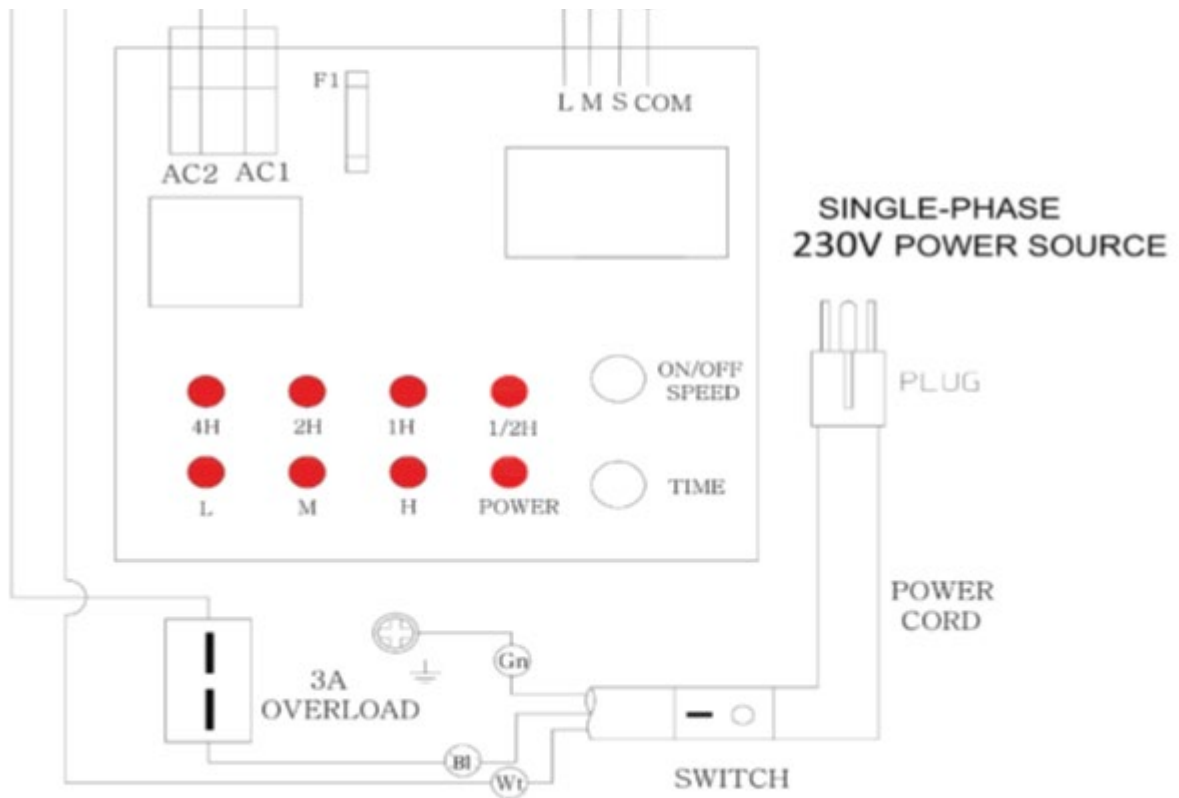 F1
L M S COM
AC2 AC1
SINGLE-PHASE
230V POWER SOURCE
ON/OFF
SPEED
PLUG
4H 2H 1H 1/2H
TIME
L M H POWER
POWER
CORD
Gn
3A
OVERLOAD
Bl
Wt
SWITCH